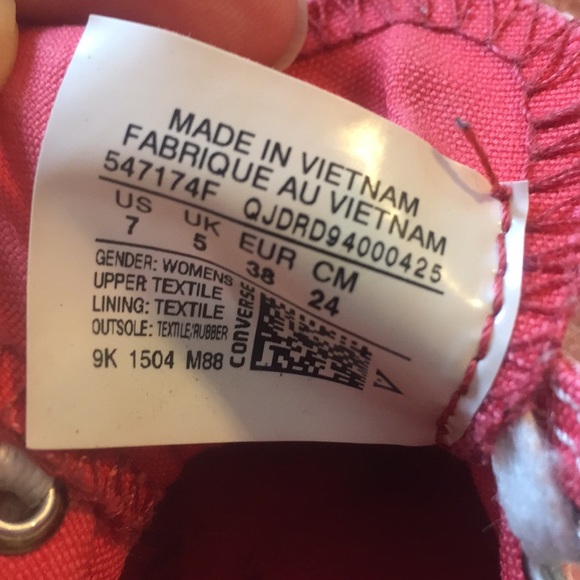 MADE IN VIETNAM
FABRIQUE AU VIETNAM
547174F QJDRD94000425
US UK EUR CM
7 5 38 24
GENDER: WOMENS
UPPER: TEXTILE
LINING: TEXTILE
OUTSOLE: TEXTILE/RUBBER
9K 1504 M88
CONVERSE
V